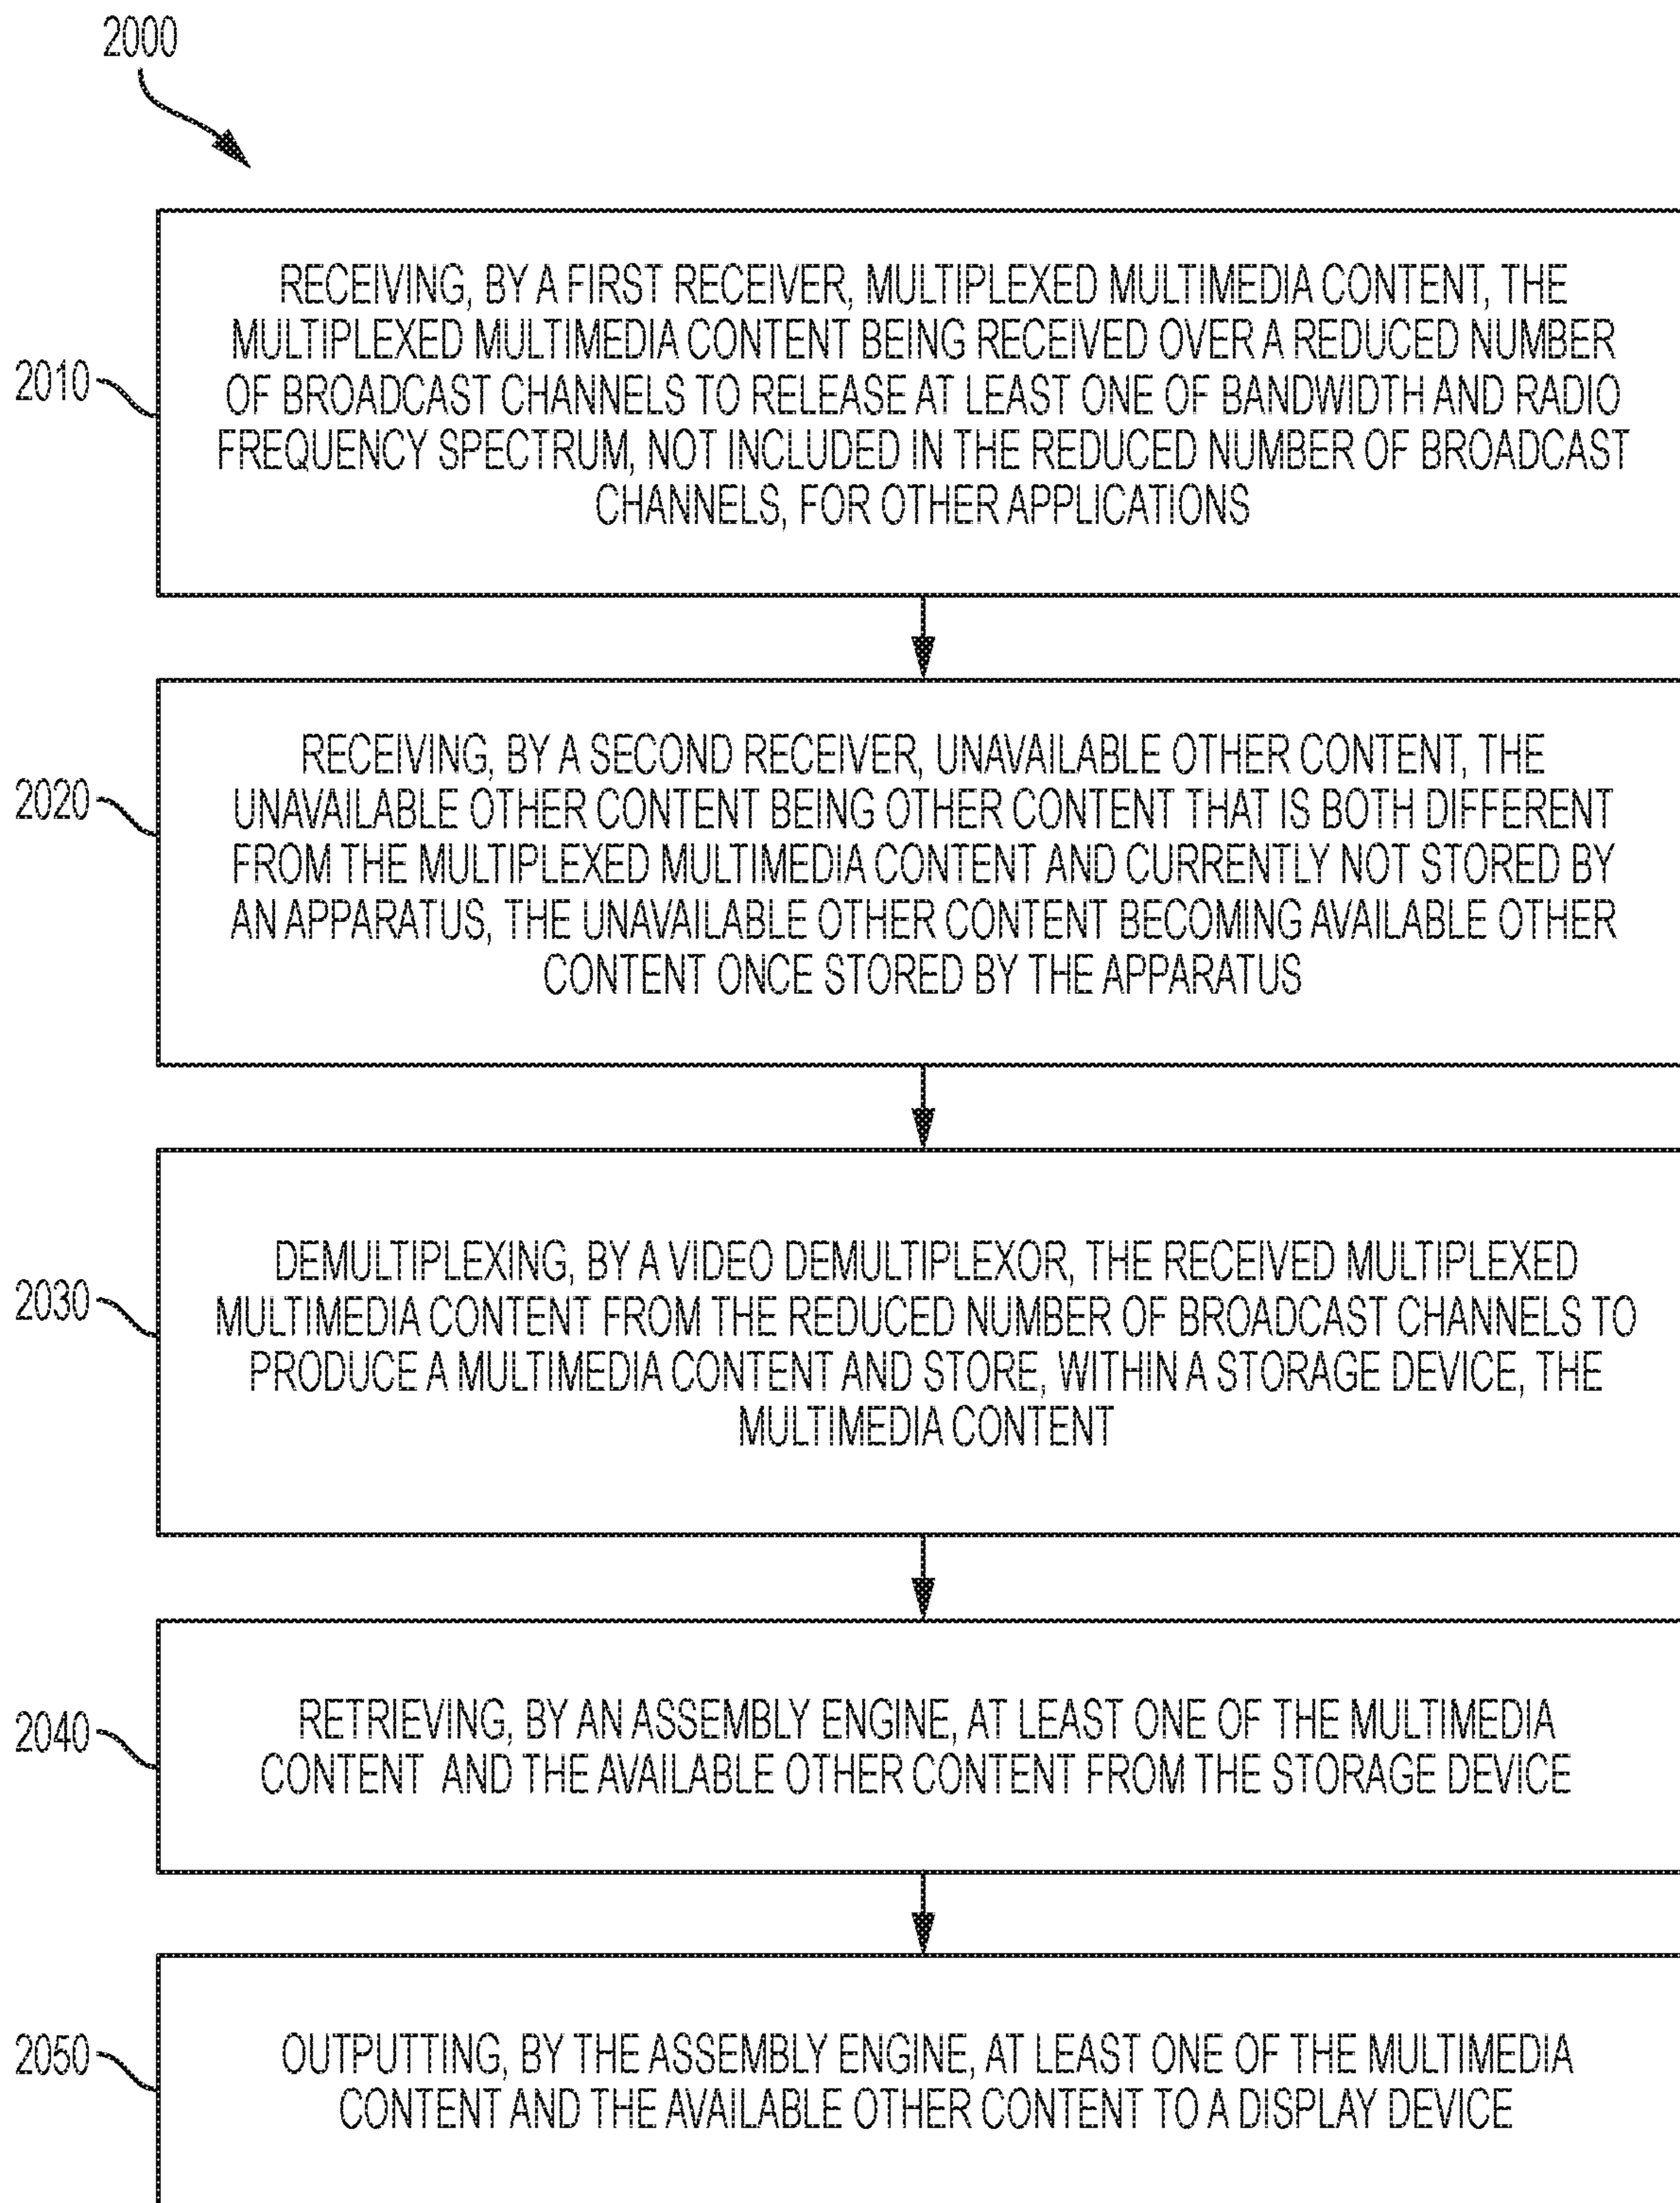 2000
2010
RECEIVING, BY A FIRST RECEIVER, MULTIPLEXED MULTIMEDIA CONTENT, THE
MULTIPLEXED MULTIMEDIA CONTENT BEING RECEIVED OVER A REDUCED NUMBER
OF BROADCAST CHANNELS TO RELEASE AT LEAST ONE OF BANDWIDTH AND RADIO
FREQUENCY SPECTRUM, NOT INCLUDED IN THE REDUCED NUMBER OF BROADCAST
CHANNELS, FOR OTHER APPLICATIONS
2020
RECEIVING, BY A SECOND RECEIVER, UNAVAILABLE OTHER CONTENT, THE
UNAVAILABLE OTHER CONTENT BEING OTHER CONTENT THAT IS BOTH DIFFERENT
FROM THE MULTIPLEXED MULTIMEDIA CONTENT AND CURRENTLY NOT STORED BY
AN APPARATUS, THE UNAVAILABLE OTHER CONTENT BECOMING AVAILABLE OTHER
CONTENT ONCE STORED BY THE APPARATUS
2030
DEMULTIPLEXING, BY A VIDEO DEMULTIPLEXOR, THE RECEIVED MULTIPLEXED
MULTIMEDIA CONTENT FROM THE REDUCED NUMBER OF BROADCAST CHANNELS TO
PRODUCE A MULTIMEDIA CONTENT AND STORE, WITHIN A STORAGE DEVICE, THE
MULTIMEDIA CONTENT
2040
RETRIEVING, BY AN ASSEMBLY ENGINE, AT LEAST ONE OF THE MULTIMEDIA
CONTENT AND THE AVAILABLE OTHER CONTENT FROM THE STORAGE DEVICE
2050
OUTPUTTING, BY THE ASSEMBLY ENGINE, AT LEAST ONE OF THE MULTIMEDIA
CONTENT AND THE AVAILABLE OTHER CONTENT TO A DISPLAY DEVICE